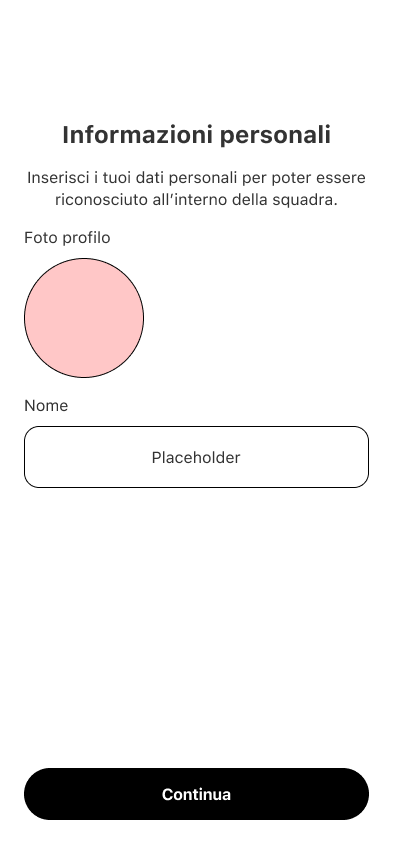 Informazioni personali
Inserisci i tuoi dati personali per poter essere
riconosciuto all’interno della squadra.
Foto profilo
Nome
Placeholder
Continua